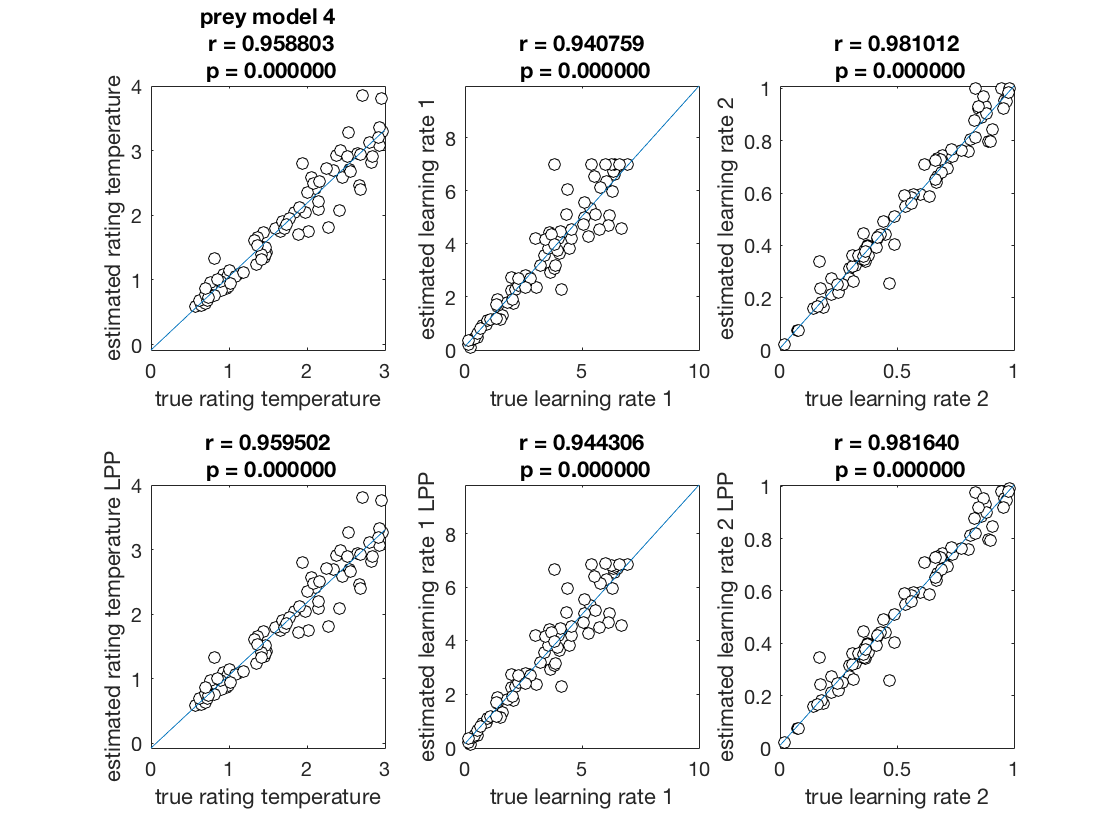 prey model 4
r = 0.958803
p = 0.000000
estimated rating temperature
4
3
2
1
0
0 1 2 3
true rating temperature
r = 0.940759
p = 0.000000
estimated learning rate 1
8
6
4
2
0
0 5 10
true learning rate 1
r = 0.981012
p = 0.000000
estimated learning rate 2
1
0.8
0.6
0.4
0.2
0
0 0.5 1
true learning rate 2
r = 0.959502
p = 0.000000
estimated rating temperature LPP
4
3
2
1
0
0 1 2 3
true rating temperature
r = 0.944306
p = 0.000000
estimated learning rate 1 LPP
8
6
4
2
0
0 5 10
true learning rate 1
r = 0.981640
p = 0.000000
estimated learning rate 2 LPP
1
0.8
0.6
0.4
0.2
0
0 0.5 1
true learning rate 2